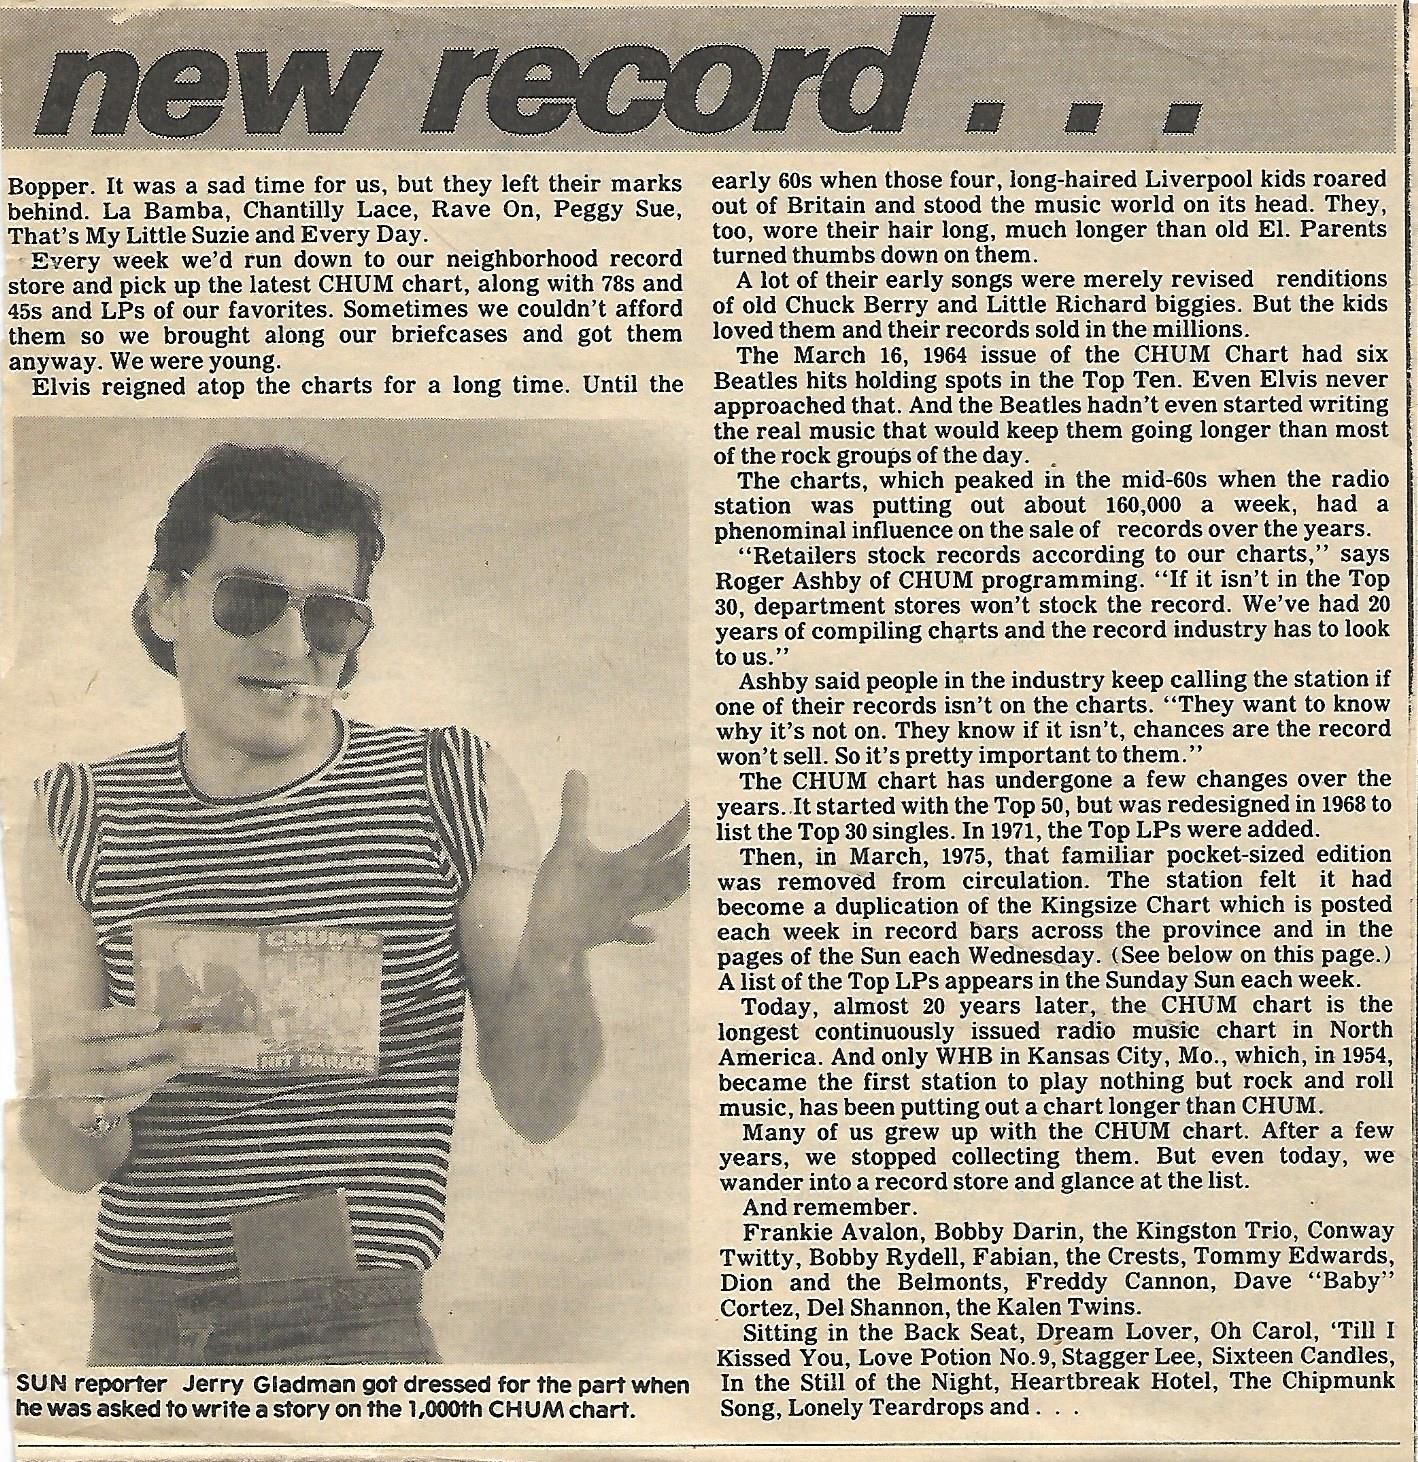 new record . . .
Bopper. It was a sad time for us, but they left their marks
behind. La Bamba, Chantilly Lace, Rave On, Peggy Sue,
That's My Little Suzie and Every Day.
Every week we'd run down to our neighborhood record
store and pick up the latest CHUM chart, along with 78s and
45s and LPs of our favorites. Sometimes we couldn't afford
them so we brought along our briefcases and got them
anyway. We were young.
Elvis reigned atop the charts for a long time. Until the
CHUM'S
HIT PARADE
SUN reporter Jerry Gladman got dressed for the part when
he was asked to write a story on the 1,000th CHUM chart.
early 60s when those four, long-haired Liverpool kids roared
out of Britain and stood the music world on its head. They,
too, wore their hair long, much longer than old El. Parents
turned thumbs down on them.
A lot of their early songs were merely revised renditions
of old Chuck Berry and Little Richard biggies. But the kids
loved them and their records sold in the millions.
The March 16, 1964 issue of the CHUM Chart had six
Beatles hits holding spots in the Top Ten. Even Elvis never
approached that. And the Beatles hadn't even started writing
the real music that would keep them going longer than most
of the rock groups of the day.
The charts, which peaked in the mid-60s when the radio
station was putting out about 160,000 a week, had a
phenominal influence on the sale of records over the years.
"Retailers stock records according to our charts," says
Roger Ashby of CHUM programming. "If it isn't in the Top
30, department stores won't stock the record. We've had 20
years of compiling charts and the record industry has to look
to us."
Ashby said people in the industry keep calling the station if
one of their records isn't on the charts. "They want to know
why it's not on. They know if it isn't, chances are the record
won't sell. So it's pretty important to them."
The CHUM chart has undergone a few changes over the
years. It started with the Top 50, but was redesigned in 1968 to
list the Top 30 singles. In 1971, the Top LPs were added.
Then, in March, 1975, that familiar pocket-sized edition
was removed from circulation. The station felt it had
become a duplication of the Kingsize Chart which is posted
each week in record bars across the province and in the
pages of the Sun each Wednesday. (See below on this page.)
A list of the Top LPs appears in the Sunday Sun each week.
Today, almost 20 years later, the CHUM chart is the
longest continuously issued radio music chart in North
America. And only WHB in Kansas City, Mo., which, in 1954,
became the first station to play nothing but rock and roll
music, has been putting out a chart longer than CHUM.
Many of us grew up with the CHUM chart. After a few
years, we stopped collecting them. But even today, we
wander into a record store and glance at the list.
And remember.
Frankie Avalon, Bobby Darin, the Kingston Trio, Conway
Twitty, Bobby Rydell, Fabian, the Crests, Tommy Edwards,
Dion and the Belmonts, Freddy Cannon, Dave "Baby"
Cortez, Del Shannon, the Kalen Twins.
Sitting in the Back Seat, Dream Lover, Oh Carol, 'Till I
Kissed You, Love Potion No.9, Stagger Lee, Sixteen Candles,
In the Still of the Night, Heartbreak Hotel, The Chipmunk
Song, Lonely Teardrops and . . .